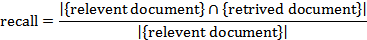 recall = |{relevent document} ∩ {retrived document}|
|{relevent document}|